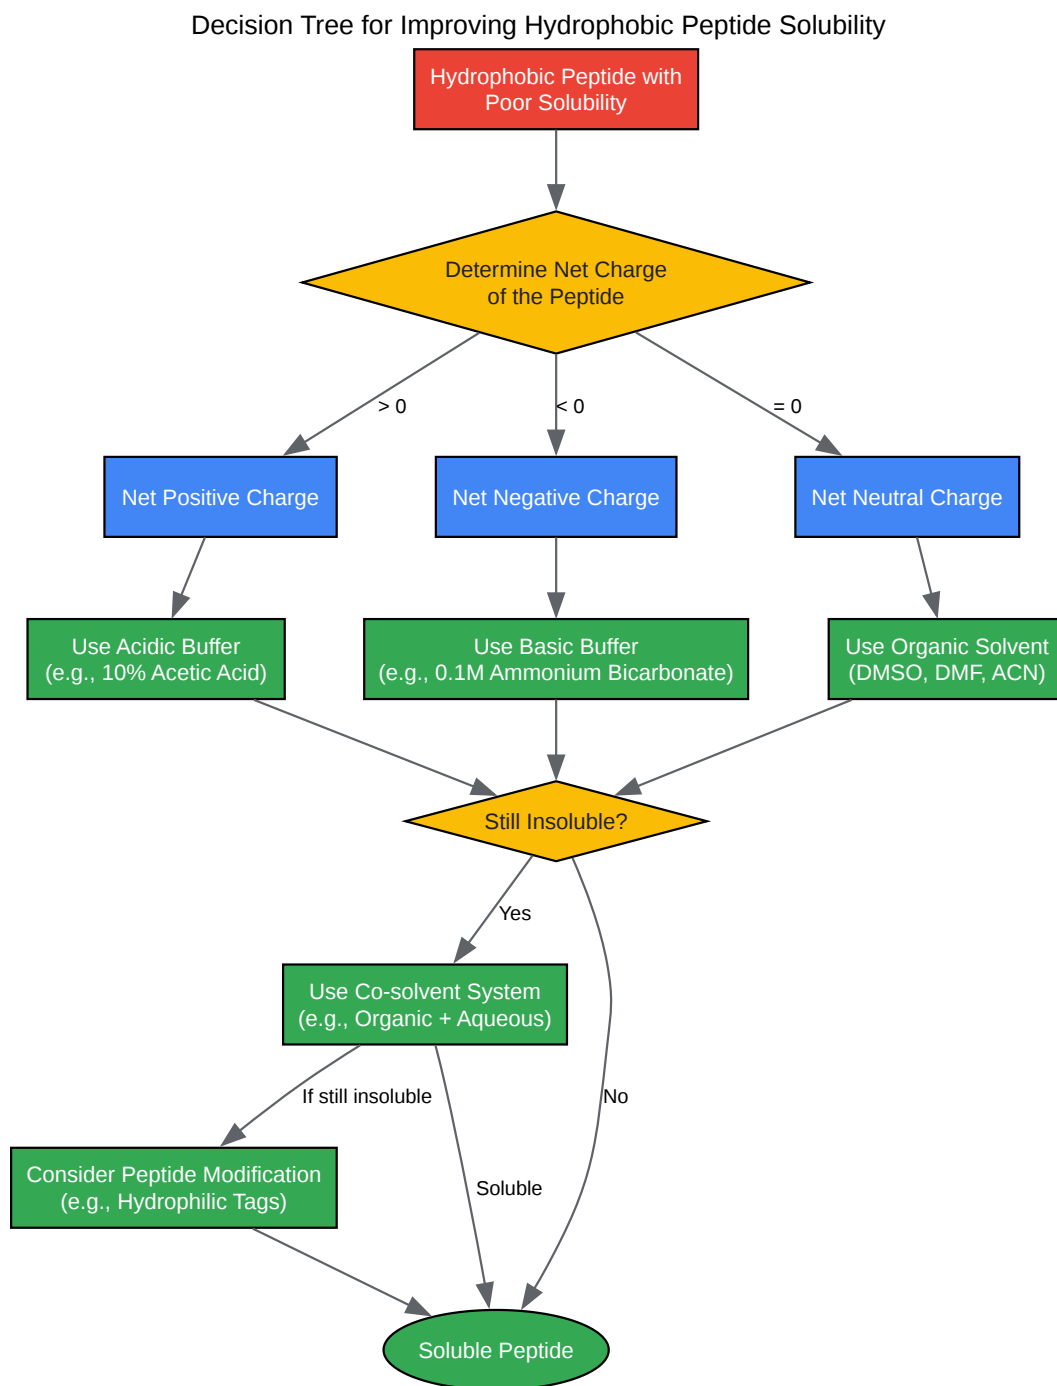 Decision Tree for Improving Hydrophobic Peptide Solubility
Hydrophobic Peptide with
Poor Solubility
Determine Net Charge
of the Peptide
> 0
< 0
= 0
Net Positive Charge
Net Negative Charge
Net Neutral Charge
Use Acidic Buffer
(e.g., 10% Acetic Acid)
Use Basic Buffer
(e.g., 0.1M Ammonium Bicarbonate)
Use Organic Solvent
(DMSO, DMF, ACN)
Still Insoluble?
Yes
Use Co-solvent System
(e.g., Organic + Aqueous)
If still insoluble
No
Consider Peptide Modification
(e.g., Hydrophilic Tags)
Soluble
Soluble Peptide